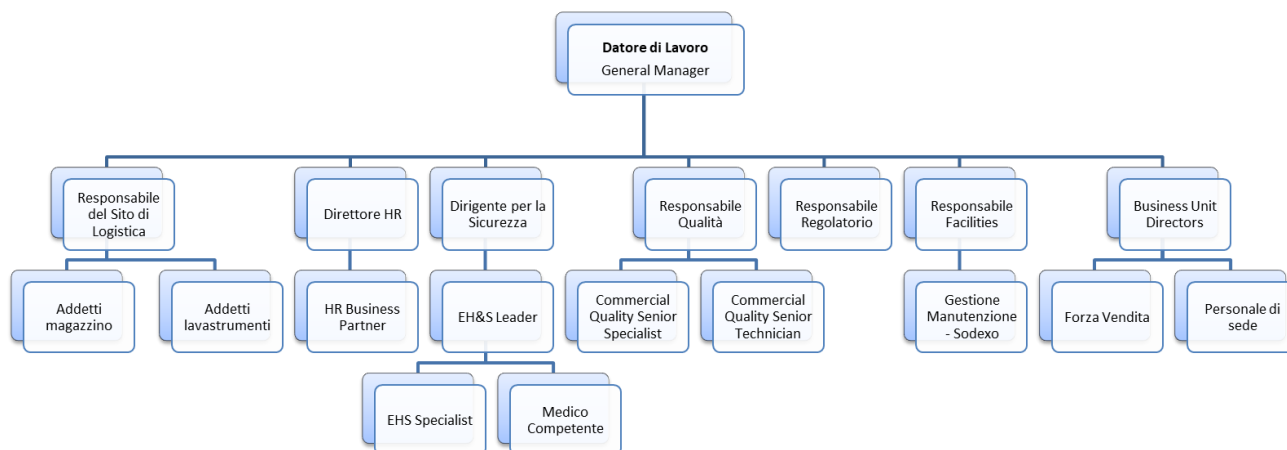 Datore di Lavoro
General Manager
Responsabile
del Sito di
Logistica
Direttore HR
Dirigente per la
Sicurezza
Responsabile
Qualità
Responsabile
Regolatorio
Responsabile
Facilities
Business Unit
Directors
Addetti
magazzino
Addetti
lavastrumenti
HR Business
Partner
EH&S Leader
Commercial
Quality Senior
Specialist
Commercial
Quality Senior
Technician
Gestione
Manutenzione
- Sodexo
Forza Vendita
Personale di
sede
EHS Specialist
Medico
Competente